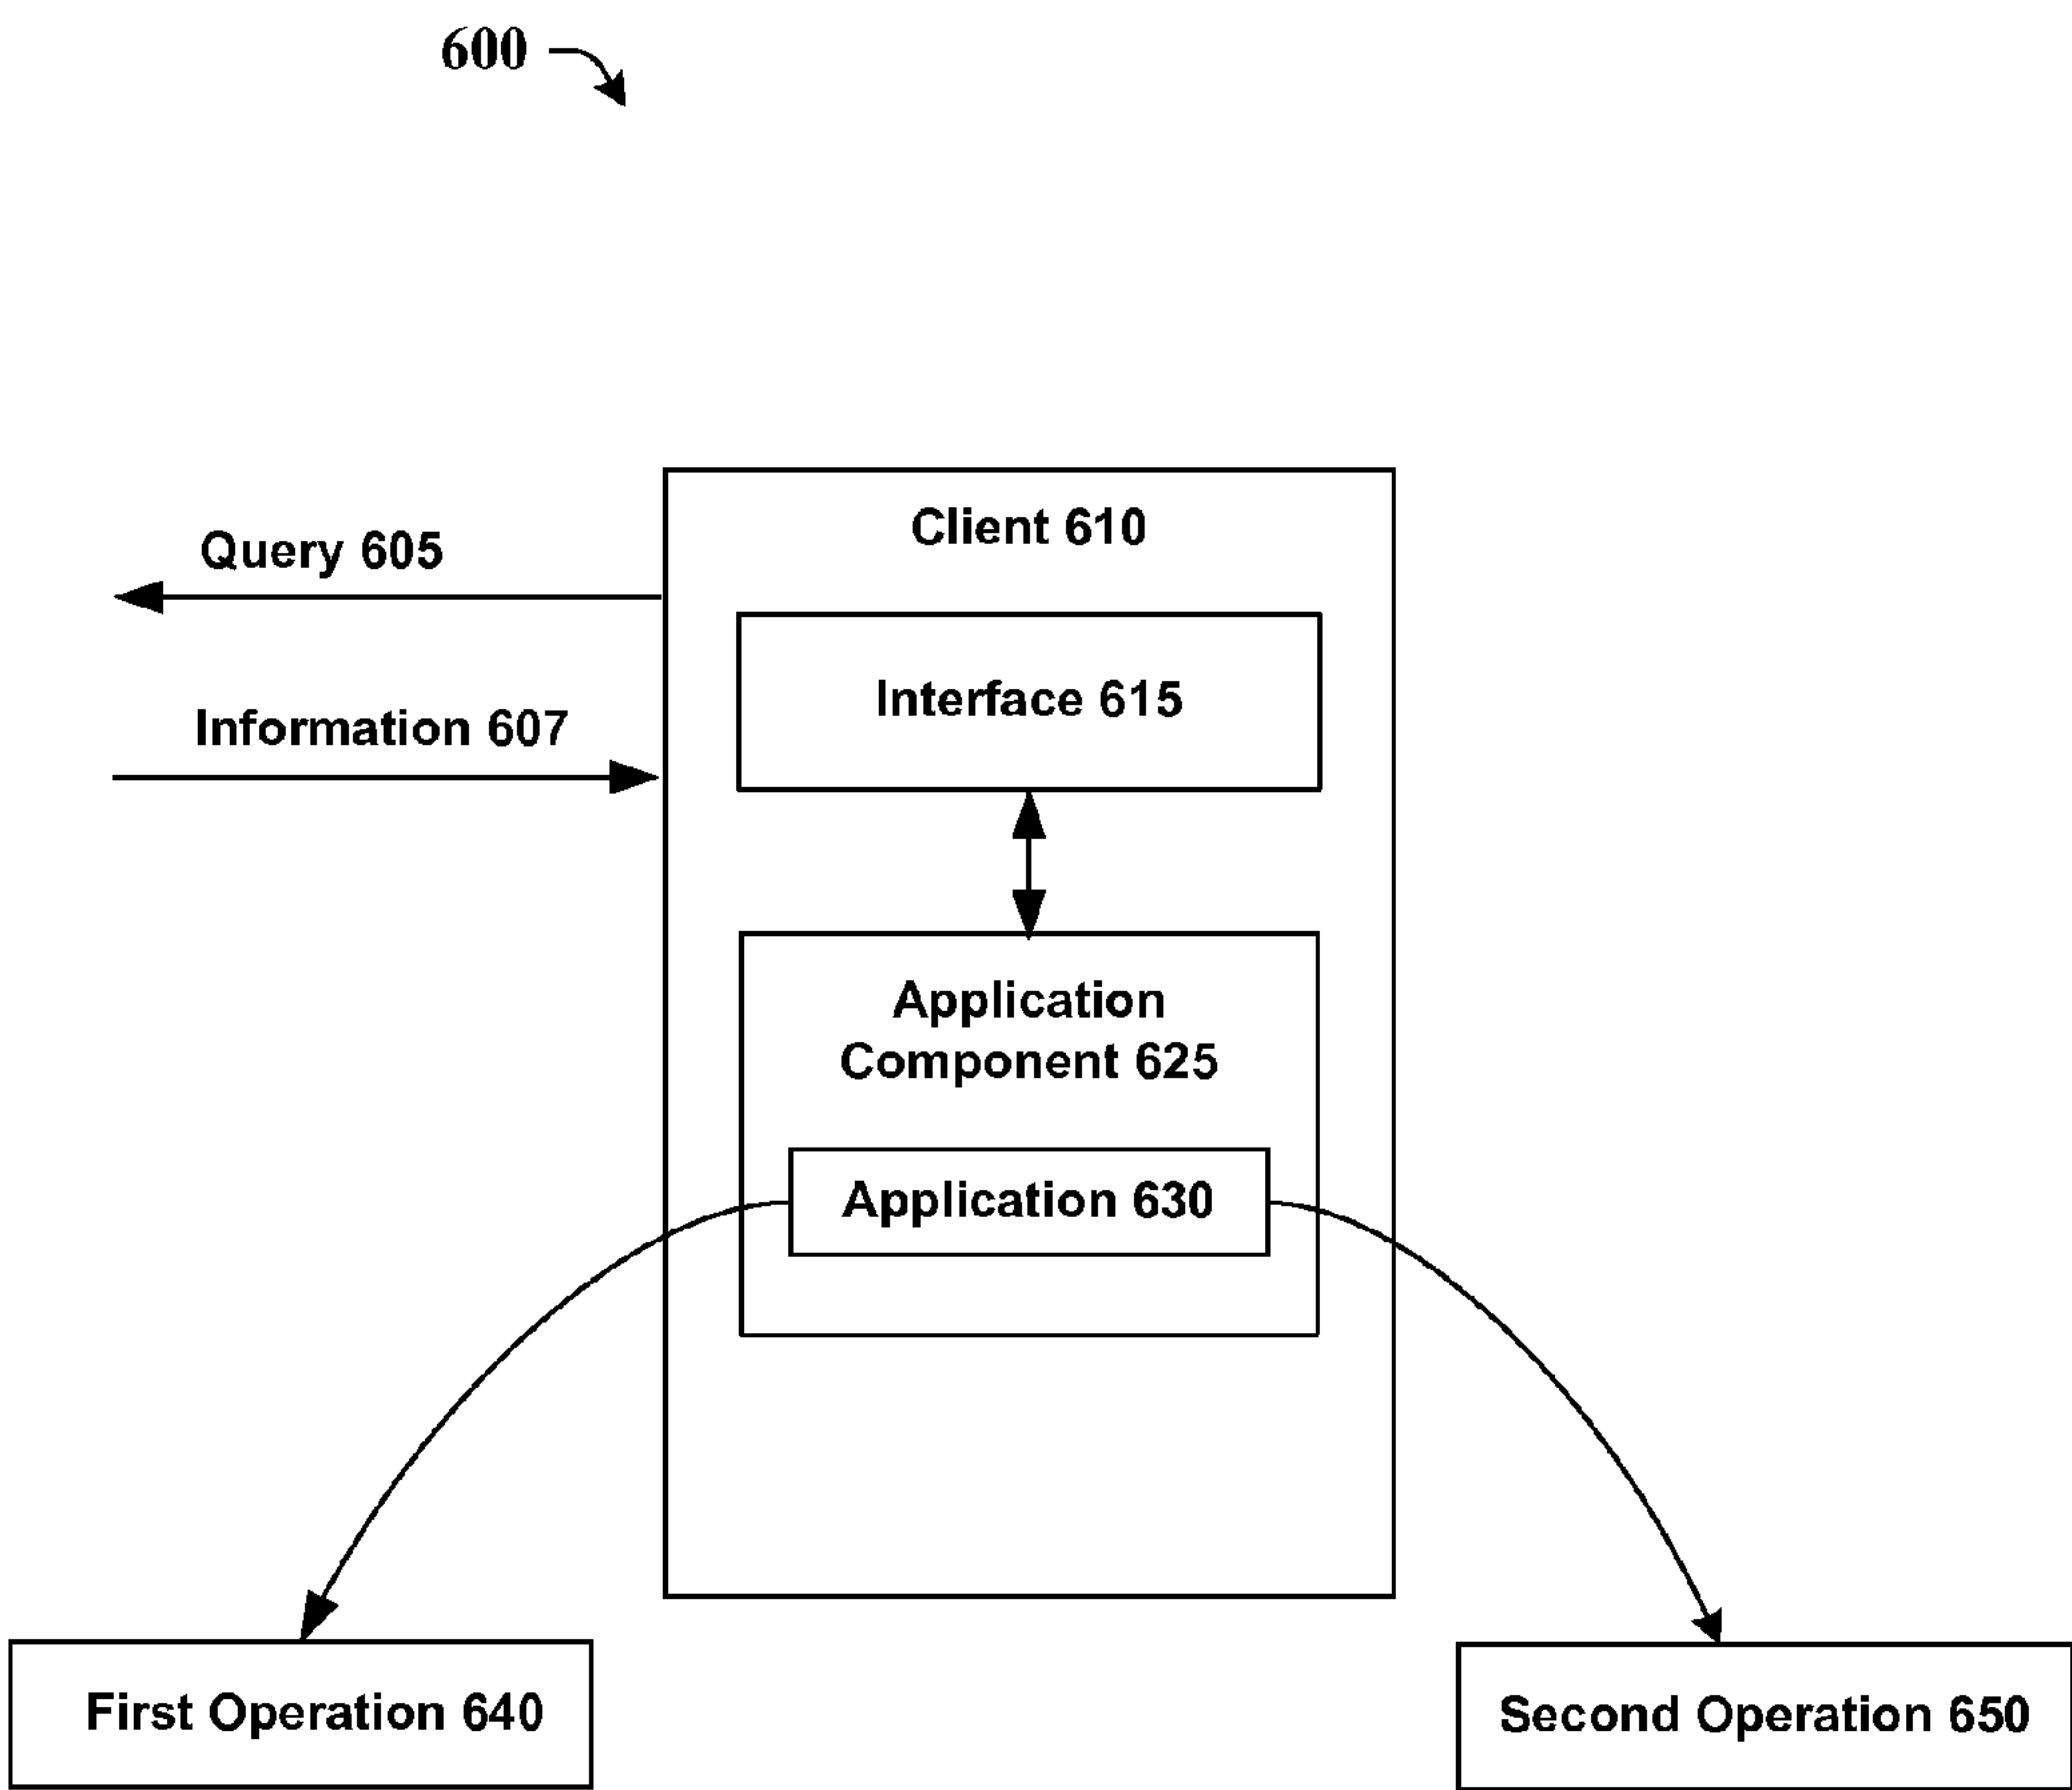 600
Client 610
Query 605
Interface 615
Information 607
Application
Component 625
Application 630
First Operation 640
Second Operation 650